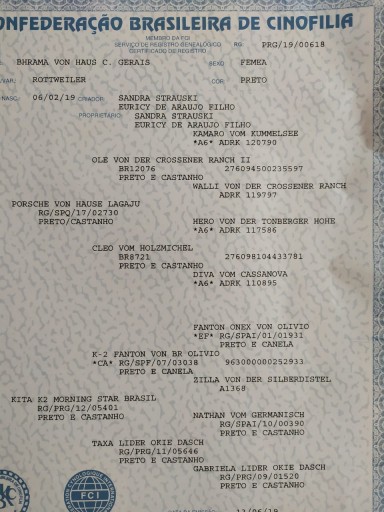 ONFEDERAÇÃO BRASILEIRA DE CINOFILIA
MEMBRO DA FCI
SERVIÇO DE REGISTRO GENEALÓGICO
CERTIFICADO DE REGISTRO
RG PRG/19/00618
BHRAMA VON HAUS C. GERAIS SEXO FEMEA
VAR. ROTTWEILER COR PRETO
NASC. 06/02/19 CRIADOR SANDRA STRAUSKI
EURICY DE ARAUJO FILHO
PROPRIETARIO SANDRA STRAUSKI
EURICY DE ARAUJO FILHO
KAMARO VOM KUMMELSEE
*A6* ADRK 120790
OLE VON DER CROSSENER RANCH II
BR12076 276094500235597
PRETO E CASTANHO
WALLI VON DER CROSSENER RANCH
ADRK 119797
PORSCHE VON HAUSE LAGAJU
RG/SPQ/17/02730
PRETO/CASTANHO
HERO VON DER TONBERGER HOHE
*A6* ADRK 117586
CLEO VOM HOLZMICHEL
BR8721 276098104433781
PRETO E CASTANHO
DIVA VOM CASSANOVA
*A6* ADRK 110895
FANTON ONEX VON OLIVIO
*EF* RG/SPAI/01/01931
PRETO E CANELA
K-2 FANTON VON BR OLIVIO
*CA* RG/SPF/07/03038 963000000252933
PRETO E CANELA
ZILLA VON DER SILBERDISTEL
A1368
KITA K2 MORNING STAR BRASIL
RG/PRG/12/05401
PRETO E CASTANHO
NATHAN VOM GERMANISCH
RG/SPAI/10/00390
PRETO E CASTANHO
TAXA LIDER OKIE DASCH
RG/PRG/11/05646
PRETO E CASTANHO
GABRIELA LIDER OKIE DASCH
RG/PRG/09/01520
PRETO E CASTANHO
FCI
12/06/19